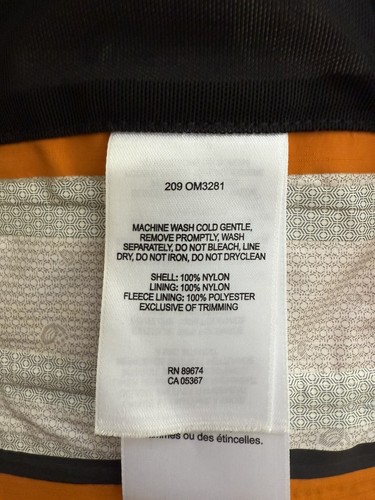 209 OM3281
MACHINE WASH COLD GENTLE,
REMOVE PROMPTLY, WASH
SEPARATELY, DO NOT BLEACH, LINE
DRY, DO NOT IRON, DO NOT DRYCLEAN
SHELL: 100% NYLON
LINING: 100% NYLON
FLEECE LINING: 100% POLYESTER
EXCLUSIVE OF TRIMMING
RN 89674
CA 05367
ou des étincelles.